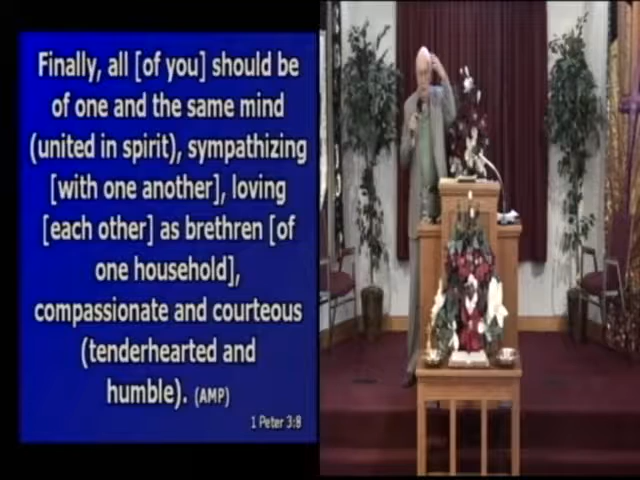 Finally, all [of you] should be
of one and the same mind
(united in spirit), sympathizing
[with one another], loving
[each other] as brethren [of
one household],
compassionate and courteous
(tenderhearted and
humble). (AMP)
1 Peter 3:8